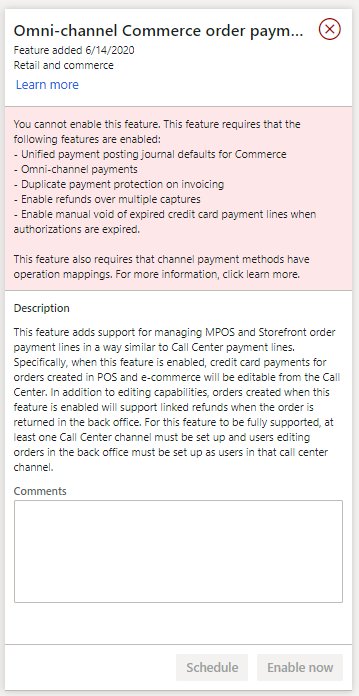 Omni-channel Commerce order paym...
Feature added 6/14/2020
Retail and commerce
Learn more
You cannot enable this feature. This feature requires that the
following features are enabled:
- Unified payment posting journal defaults for Commerce
- Omni-channel payments
- Duplicate payment protection on invoicing
- Enable refunds over multiple captures
- Enable manual void of expired credit card payment lines when
authorizations are expired.
This feature also requires that channel payment methods have
operation mappings. For more information, click learn more.
Description
This feature adds support for managing MPOS and Storefront order
payment lines in a way similar to Call Center payment lines.
Specifically, when this feature is enabled, credit card payments for
orders created in POS and e-commerce will be editable from the Call
Center. In addition to editing capabilities, orders created when this
feature is enabled will support linked refunds when the order is
returned in the back office. For this feature to be fully supported, at
least one Call Center channel must be set up and users editing
orders in the back office must be set up as users in that call center
channel.
Comments
Schedule
Enable now